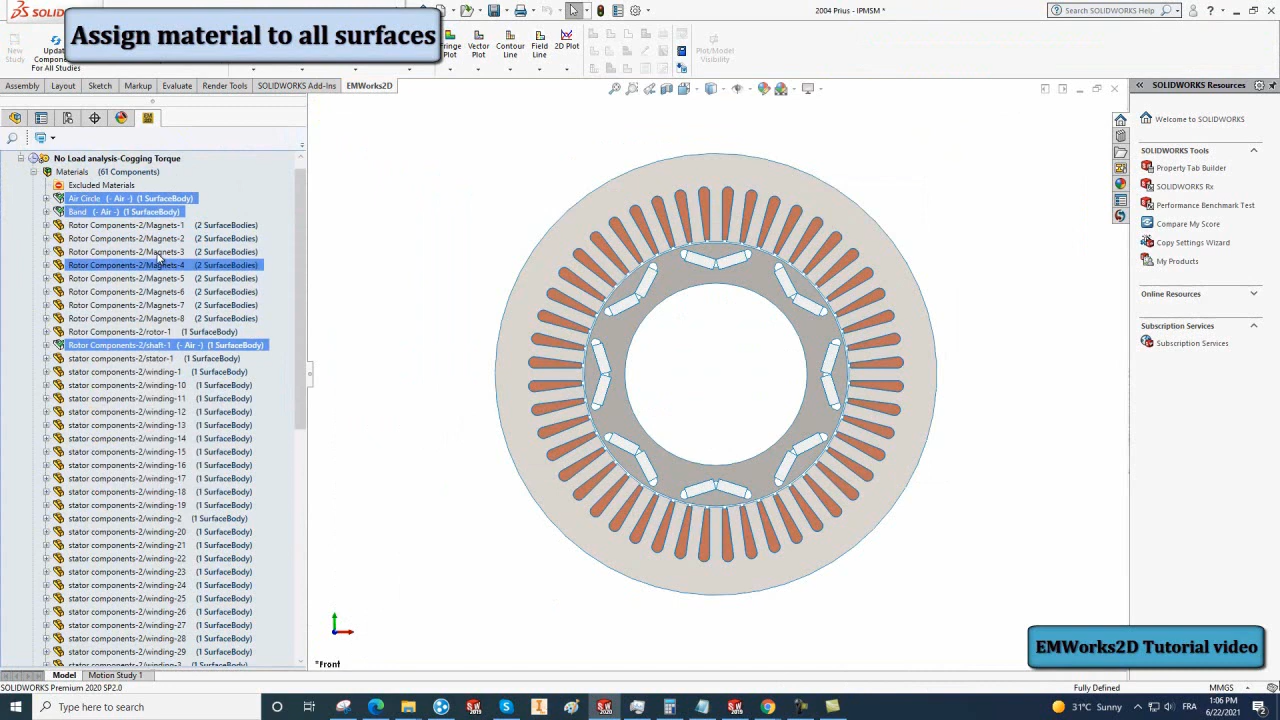 SOLID
2004 Prius ~ IPMSM *
Search SOLIDWORKS Help
Assign material to all surfaces
New
Study
Update
Components
For All Studies
Fringe
Plot
Vector
Plot
Contour
Line
Field
Line
2D Plot
Plot/Model
Visibility
Assembly
Layout
Sketch
Markup
Evaluate
Render Tools
SOLIDWORKS Add-Ins
EMWorks2D
SOLIDWORKS Resources
Welcome to SOLIDWORKS
SOLIDWORKS Tools
Property Tab Builder
SOLIDWORKS Rx
Performance Benchmark Test
Compare My Score
Copy Settings Wizard
My Products
Online Resources
Subscription Services
Subscription Services
No Load analysis-Cogging Torque
Materials (61 Components)
Excluded Materials
Air Circle (- Air -) (1 SurfaceBody)
Band (- Air -) (1 SurfaceBody)
Rotor Components-2/Magnets-1 (2 SurfaceBodies)
Rotor Components-2/Magnets-2 (2 SurfaceBodies)
Rotor Components-2/Magnets-3 (2 SurfaceBodies)
Rotor Components-2/Magnets-4 (2 SurfaceBodies)
Rotor Components-2/Magnets-5 (2 SurfaceBodies)
Rotor Components-2/Magnets-6 (2 SurfaceBodies)
Rotor Components-2/Magnets-7 (2 SurfaceBodies)
Rotor Components-2/Magnets-8 (2 SurfaceBodies)
Rotor Components-2/rotor-1 (1 SurfaceBody)
Rotor Components-2/shaft-1 (- Air -) (1 SurfaceBody)
stator components-2/stator-1 (1 SurfaceBody)
stator components-2/winding-1 (1 SurfaceBody)
stator components-2/winding-10 (1 SurfaceBody)
stator components-2/winding-11 (1 SurfaceBody)
stator components-2/winding-12 (1 SurfaceBody)
stator components-2/winding-13 (1 SurfaceBody)
stator components-2/winding-14 (1 SurfaceBody)
stator components-2/winding-15 (1 SurfaceBody)
stator components-2/winding-16 (1 SurfaceBody)
stator components-2/winding-17 (1 SurfaceBody)
stator components-2/winding-18 (1 SurfaceBody)
stator components-2/winding-19 (1 SurfaceBody)
stator components-2/winding-2 (1 SurfaceBody)
stator components-2/winding-20 (1 SurfaceBody)
stator components-2/winding-21 (1 SurfaceBody)
stator components-2/winding-22 (1 SurfaceBody)
stator components-2/winding-23 (1 SurfaceBody)
stator components-2/winding-24 (1 SurfaceBody)
stator components-2/winding-25 (1 SurfaceBody)
stator components-2/winding-26 (1 SurfaceBody)
stator components-2/winding-27 (1 SurfaceBody)
stator components-2/winding-28 (1 SurfaceBody)
stator components-2/winding-29 (1 SurfaceBody)
stator components-2/winding-3 (1 SurfaceBody)
*Front
EMWorks2D Tutorial video
Model
Motion Study 1
SOLIDWORKS Premium 2020 SP2.0
Fully Defined
MMGS
Type here to search
31°C Sunny
FRA
1:06 PM
6/22/2021